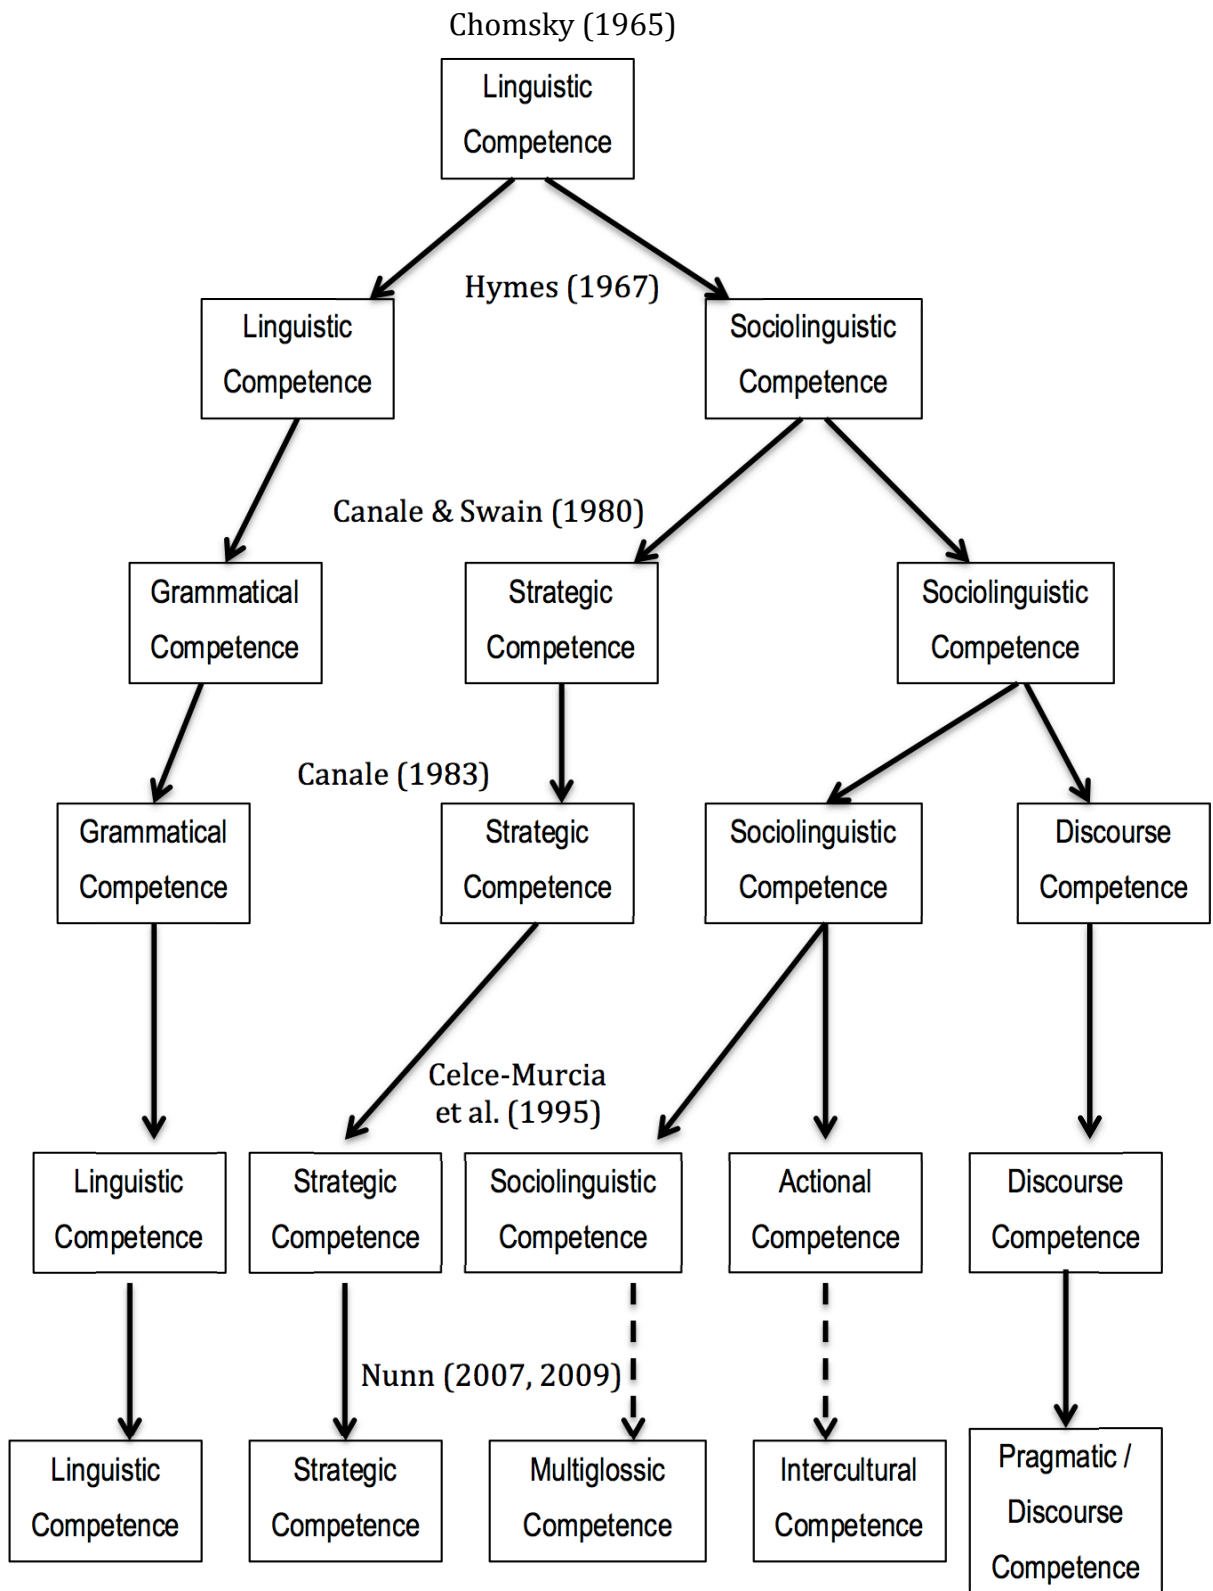 Chomsky (1965)
Linguistic
Competence
Hymes (1967)
Linguistic
Competence
Sociolinguistic
Competence
Canale & Swain (1980)
Grammatical
Competence
Strategic
Competence
Sociolinguistic
Competence
Canale (1983)
Grammatical
Competence
Strategic
Competence
Sociolinguistic
Competence
Discourse
Competence
Celce-Murcia
et al. (1995)
Linguistic
Competence
Strategic
Competence
Sociolinguistic
Competence
Actional
Competence
Discourse
Competence
Nunn (2007, 2009)
Linguistic
Competence
Strategic
Competence
Multiglossic
Competence
Intercultural
Competence
Pragmatic /
Discourse
Competence